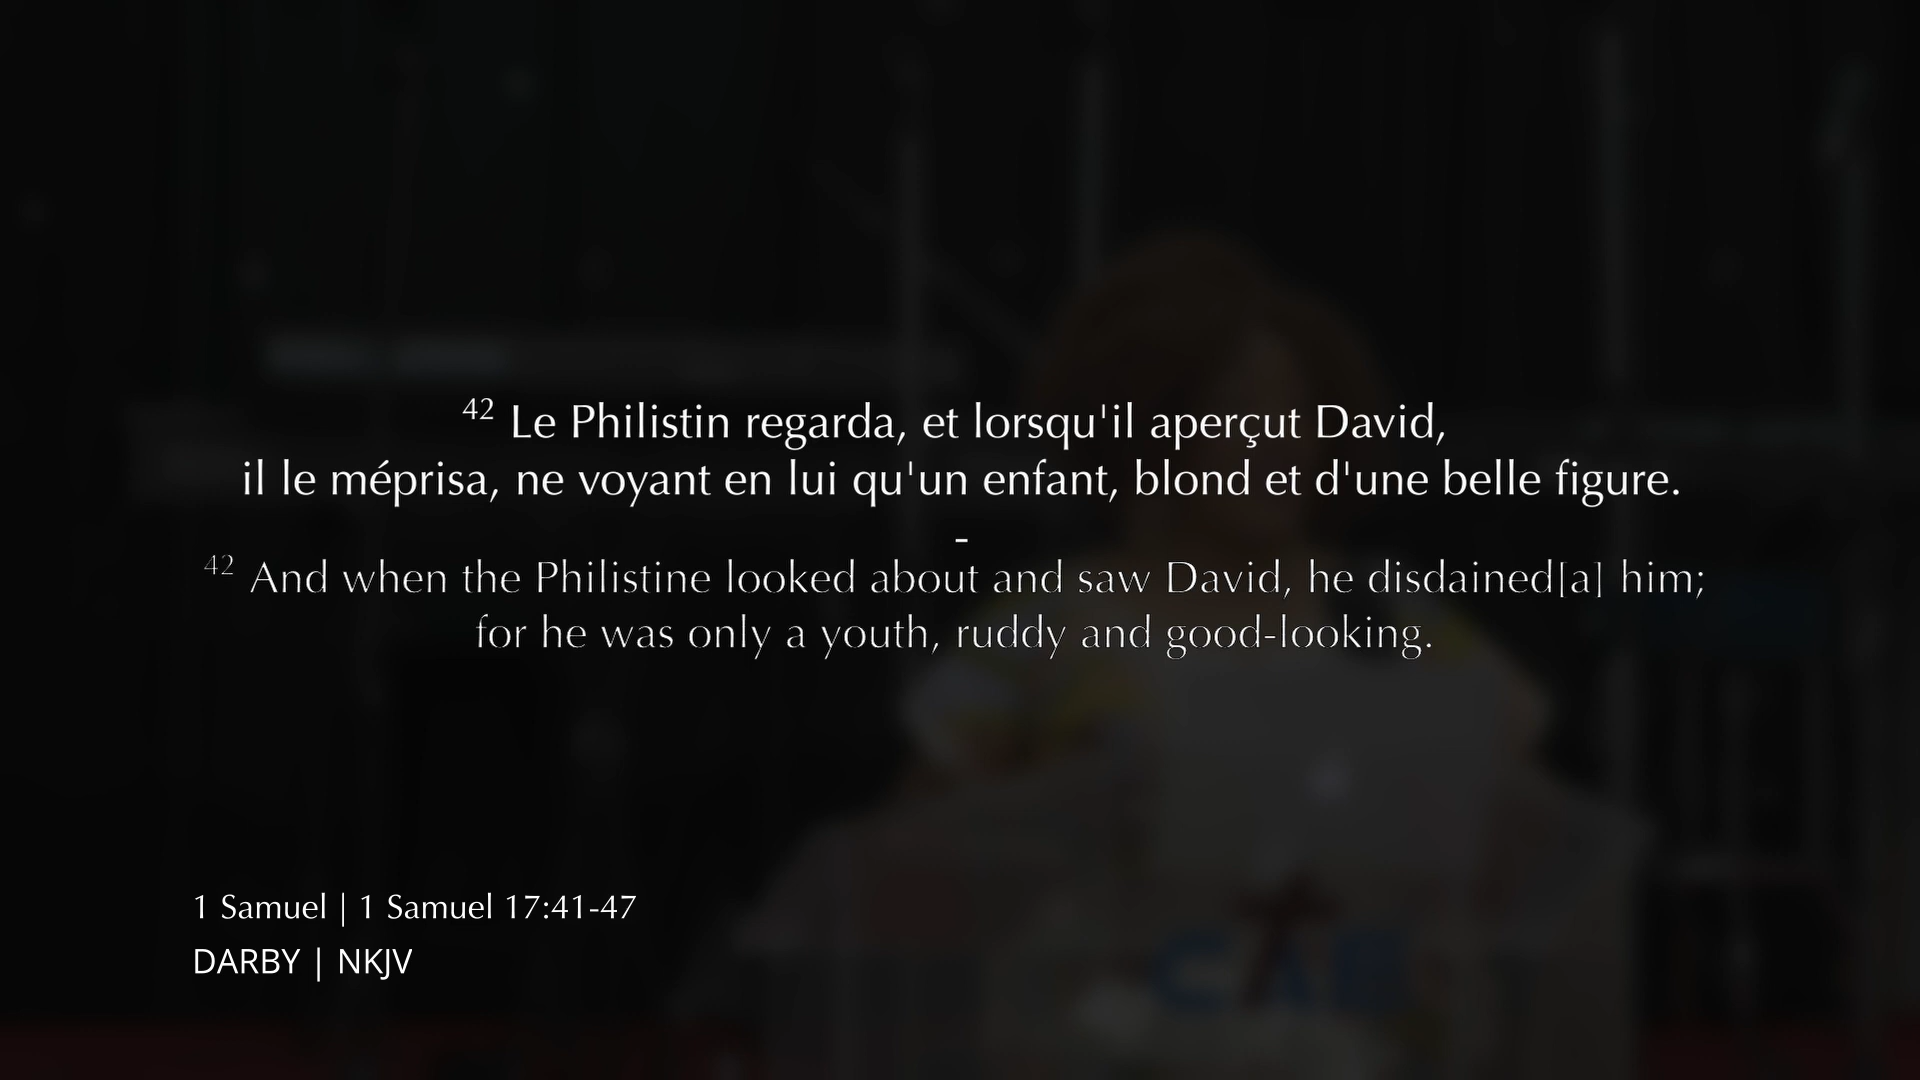 42 Le Philistin regarda, et lorsqu'il aperçut David,
il le méprisa, ne voyant en lui qu'un enfant, blond et d'une belle figure.
-
42 And when the Philistine looked about and saw David, he disdained[a] him;
for he was only a youth, ruddy and good-looking.
1 Samuel | 1 Samuel 17:41-47
DARBY | NKJV